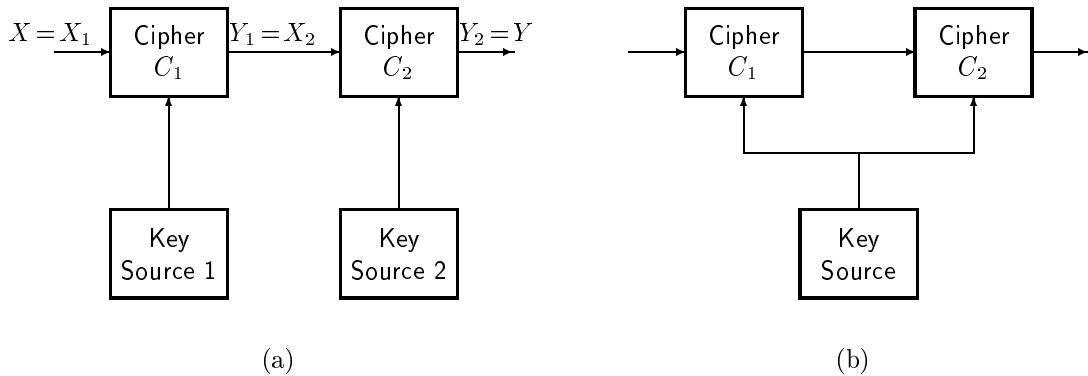 X = X₁
Cipher
C₁
Y₁ = X₂
Cipher
C₂
Y₂ = Y
Key
Source 1
Key
Source 2
(a)
Cipher
C₁
Cipher
C₂
Key
Source
(b)